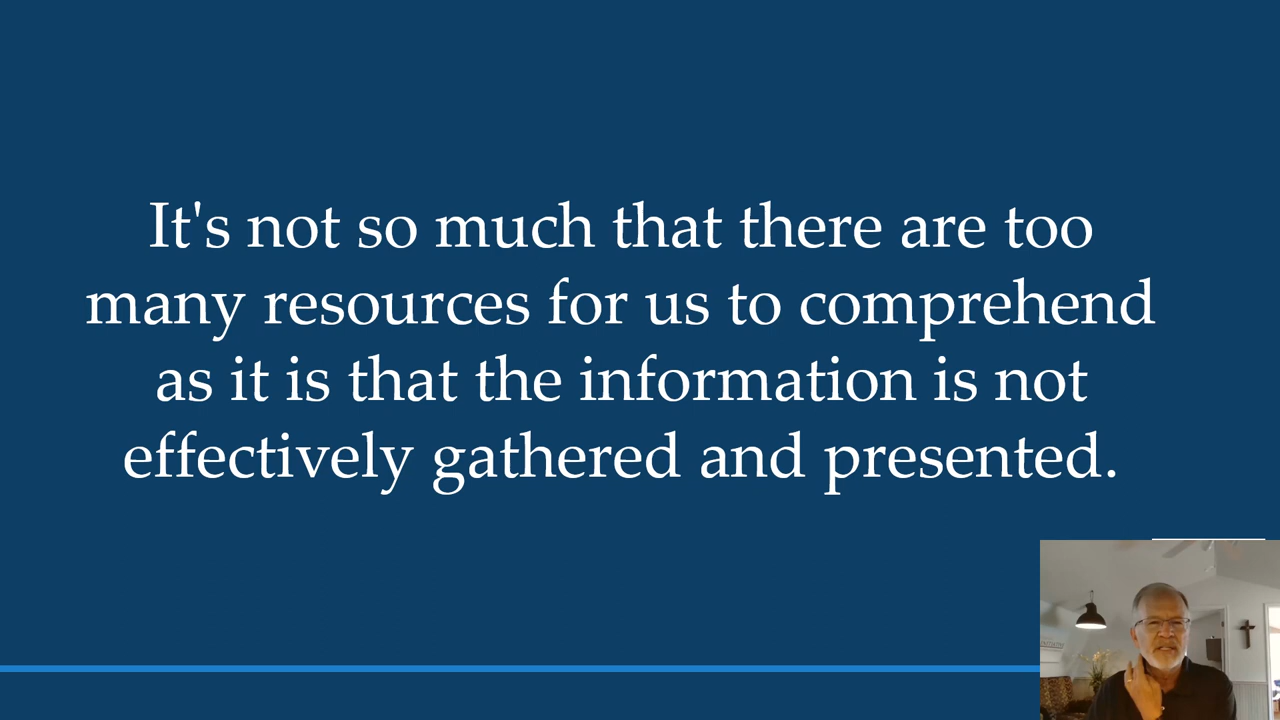 It's not so much that there are too
many resources for us to comprehend
as it is that the information is not
effectively gathered and presented.